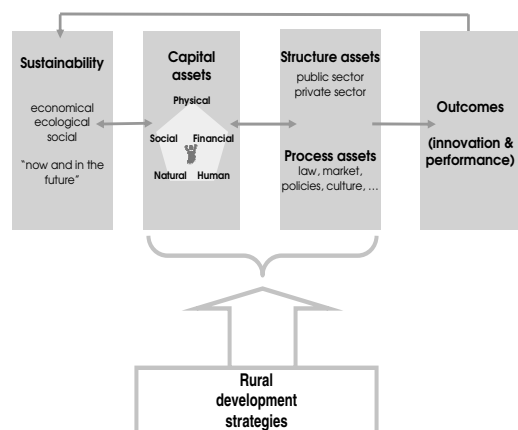 Sustainability
economical
ecological
social
“now and in the
future”
Capital
assets
Physical
Social Financial
Natural Human
Structure assets
public sector
private sector
Process assets
law, market,
policies, culture, ...
Outcomes
(innovation &
performance)
Rural
development
strategies